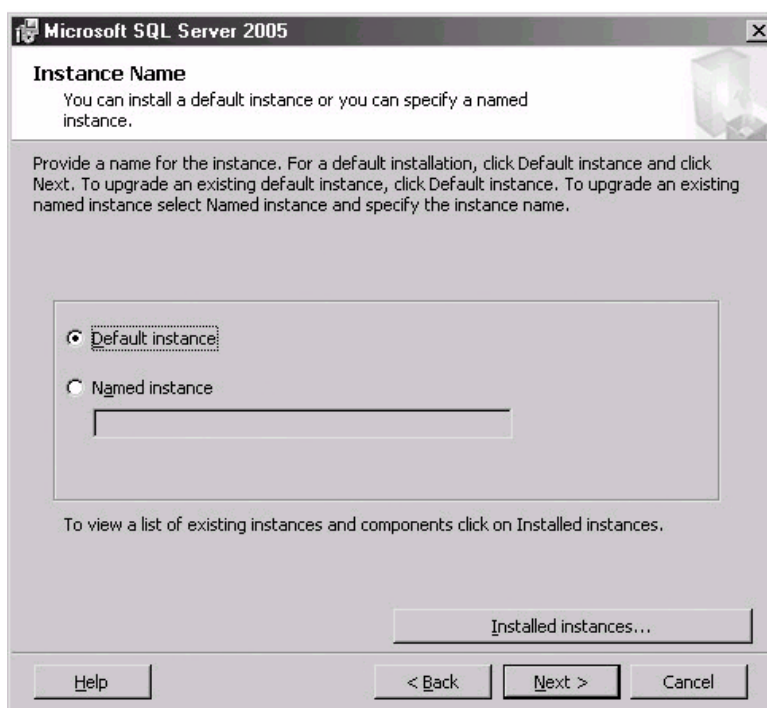 Microsoft SQL Server 2005
Instance Name
You can install a default instance or you can specify a named
instance.
Provide a name for the instance. For a default installation, click Default instance and click
Next. To upgrade an existing default instance, click Default instance. To upgrade an existing
named instance select Named instance and specify the instance name.
Default instance
Named instance
To view a list of existing instances and components click on Installed instances.
Installed instances...
Help
< Back
Next >
Cancel